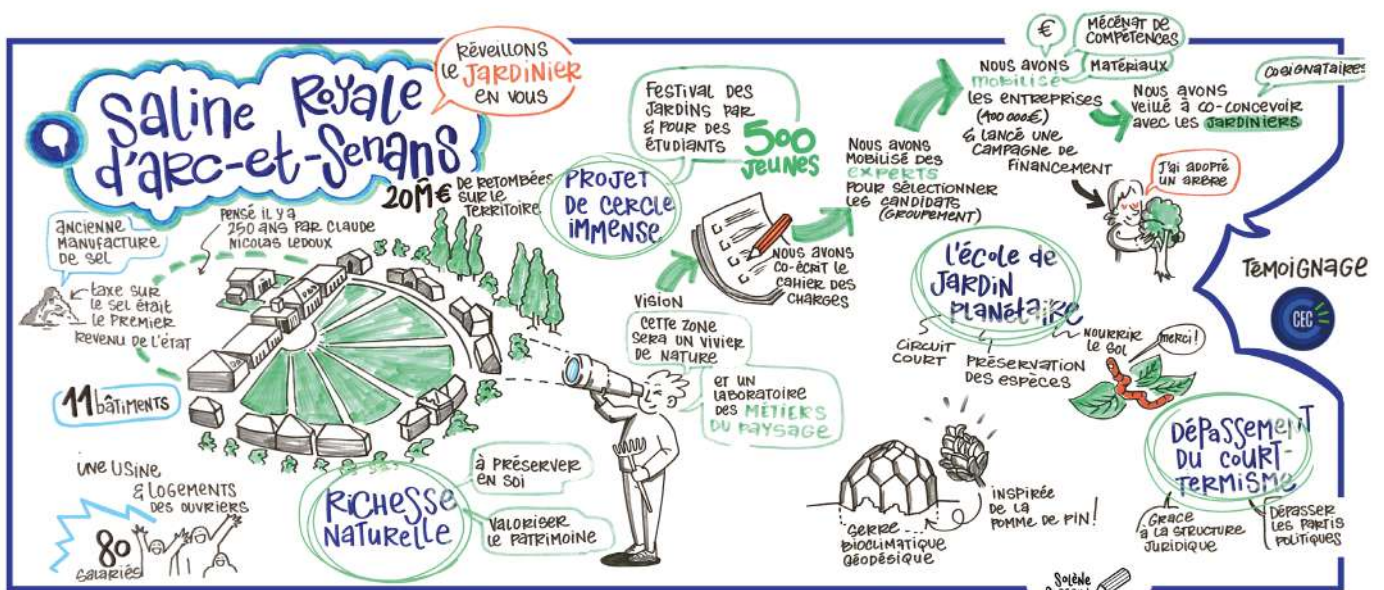 Saline Royale
d'arc-et-Senans
RÉVEILLONS
LE JARDINIER
EN VOUS
ANCIENNE
MANUFACTURE
DE SEL
PENSÉ IL Y A
250 ANS PAR CLAUDE
NICOLAS LEDOUX
taxe sur
le sel était
le premier
revenu de l'état
11 bâtiments
une usine
& logements
des ouvriers
80
salariés
20M€ DE RETOMBÉES
SUR LE
TERRITOIRE
PROJET
DE CERCLE
IMMENSE
FESTIVAL DES
JARDINS PAR
& POUR DES
ÉTUDIANTS
500
JEUNES
RICHESSE
NATURELLE
à PRÉSERVER
EN SOI
VALORISER
LE PATRIMOINE
VISION
CETTE ZONE
SERA UN VIVIER
DE NATURE
et UN
LABORATOIRE
DES MÉTIERS
DU PAYSAGE
NOUS AVONS
CO-ÉCRIT LE
CAHIER DES
CHARGES
NOUS AVONS
MOBILISÉ DES
EXPERTS
POUR SÉLECTIONNER
LES CANDIDATS
(GROUPEMENT)
€
MÉCÉNAT DE
COMPÉTENCES
MATÉRIAUX
NOUS AVONS
MOBILISÉ
LES ENTREPRISES
(400 000€)
& LANCÉ UNE
CAMPAGNE DE
FINANCEMENT
COSIGNATAIRES
NOUS AVONS
VEILLÉ À CO-CONCEVOIR
AVEC LES JARDINIERS
J'AI ADOPTÉ
UN ARBRE
L'ÉCOLE DE
JARDIN
PLANÉTAIRE
CIRCUIT
COURT
PRÉSERVATION
DES ESPÈCES
NOURRIR
LE SOL
merci!
SERRE
BIOCLIMATIQUE
GÉODÉSIQUE
INSPIRÉE
DE LA
POMME DE PIN!
DÉPASSEMENT
DU COURT-
TERMISME
GRACE
à LA STRUCTURE
JURIDIQUE
DÉPASSER
LES PARTIS
POLITIQUES
TÉMOIGNAGE
CEC
SOLÈNE